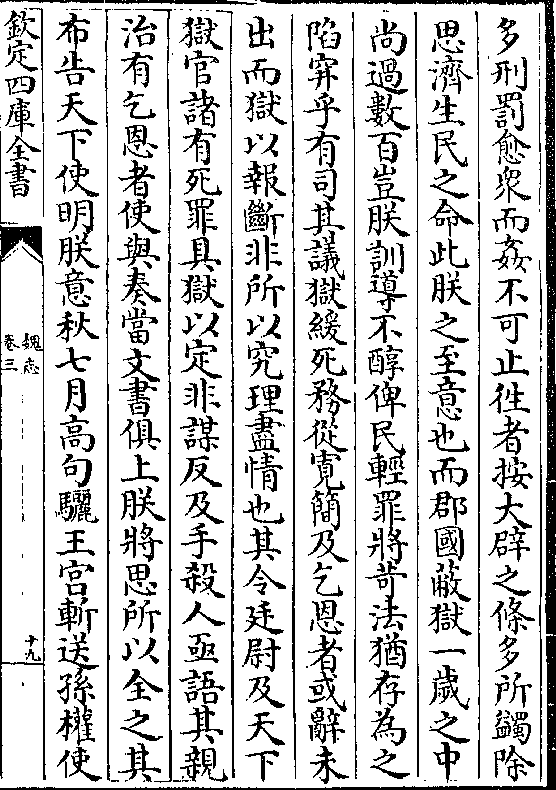 多刑罰愈衆而姦不可止徃者按大辟之條多所蠲除
思濟生民之命此朕之至意也而郡國蔽獄一歲之中
尚過數百豈朕訓導不醇俾民輕罪將苛法猶存為之
陷穽乎有司其議獄緩死務從寛簡及乞恩者或辭未
出而獄以報斷非所以究理盡情也其令廷尉及天下
獄官諸有死罪具獄以定非謀反及手殺人亟語其親
治有乞恩者使與奏當文書俱上朕將思所以全之其
布告天下使明朕意秋七月高句驪王宫斬送孫權使
欽定四庫全書
魏志
卷三
十九